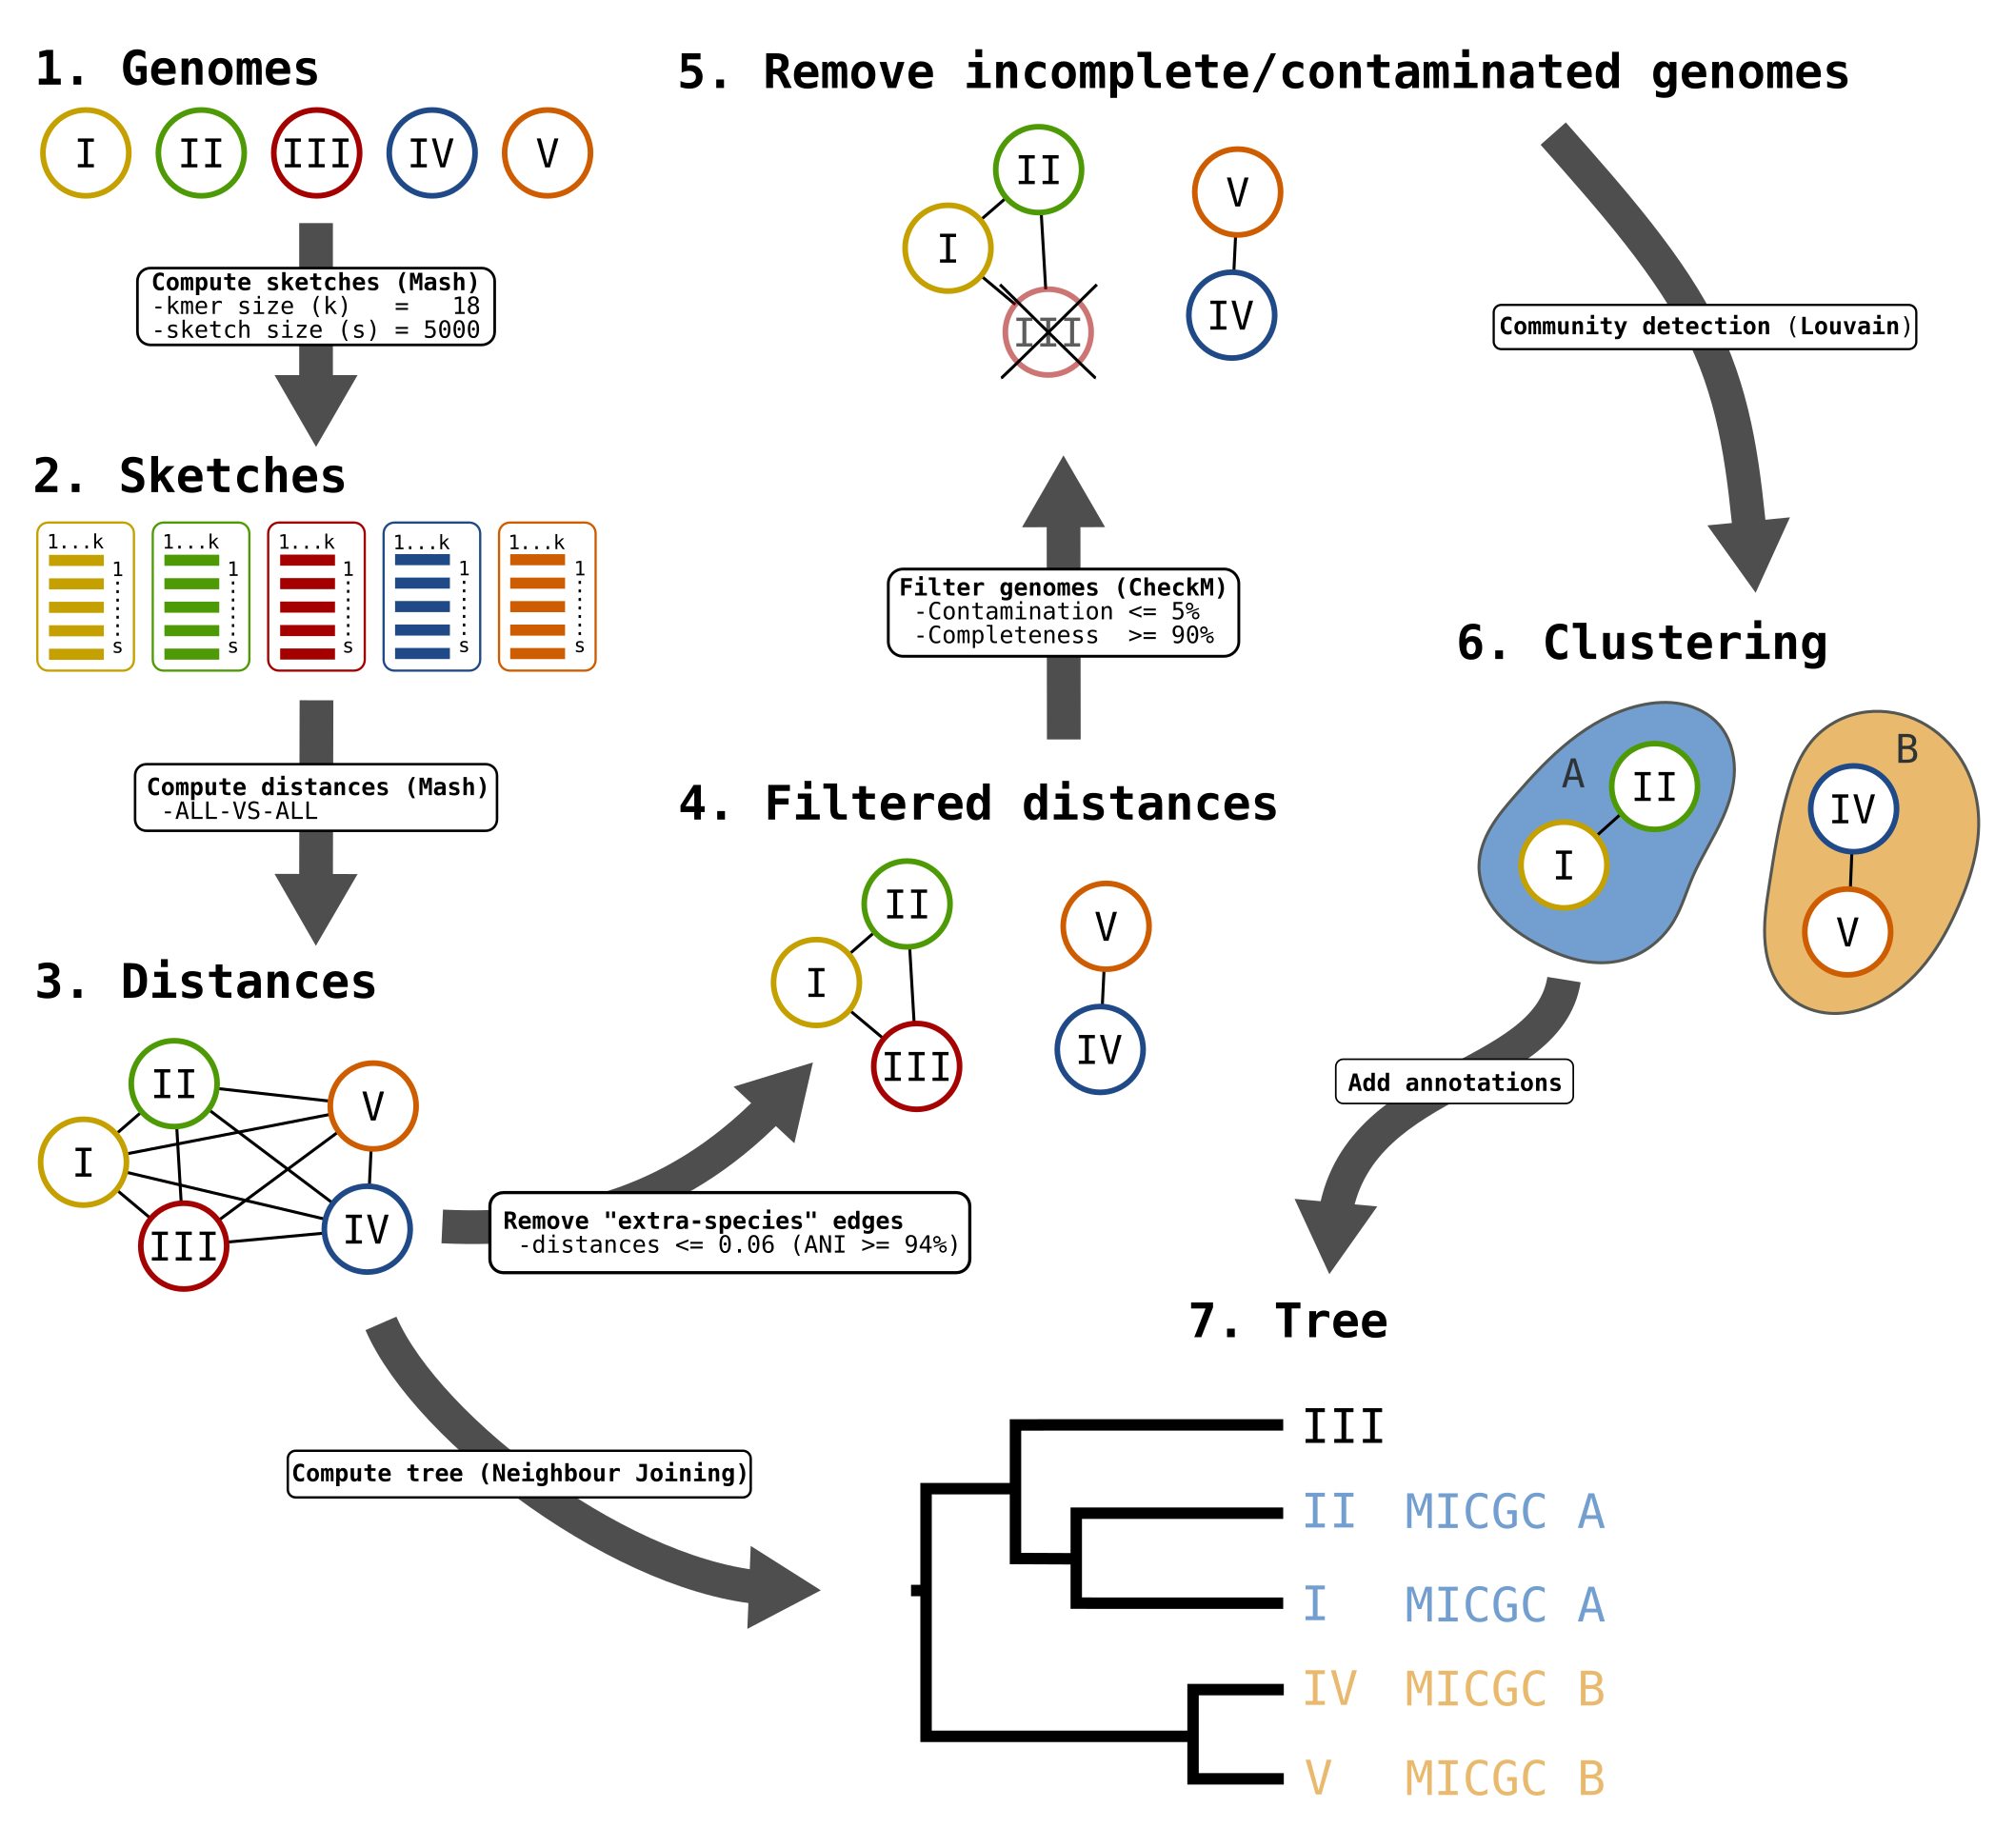 1. Genomes
I II III IV V
Compute sketches (Mash)
-kmer size (k)   =   18
-sketch size (s) = 5000
2. Sketches
1...k 1...k 1...k 1...k 1...k
1 1 1 1 1
: : : : :
s s s s s
Compute distances (Mash)
-ALL-VS-ALL
3. Distances
II
V
I
IV
III
Remove "extra-species" edges
-distances <= 0.06 (ANI >= 94%)
Compute tree (Neighbour Joining)
4. Filtered distances
II
V
I
IV
III
Filter genomes (CheckM)
-Contamination <= 5%
-Completeness  >= 90%
5. Remove incomplete/contaminated genomes
II
V
I
IV
III
Community detection (Louvain)
6. Clustering
A II
I
B
IV
V
Add annotations
7. Tree
III
II MICGC A
I MICGC A
IV MICGC B
V MICGC B